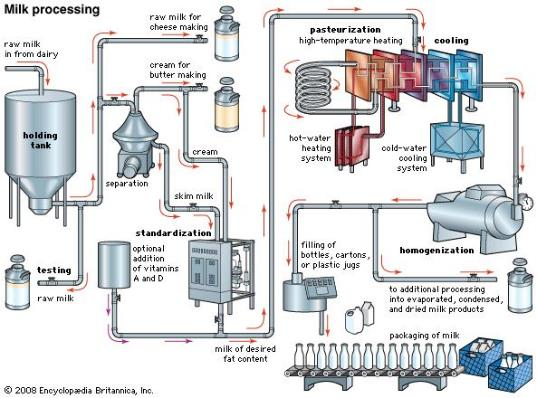 Milk processing
raw milk
in from dairy
holding
tank
testing
raw milk
raw milk for
cheese making
cream for
butter making
separation
cream
skim milk
standardization
optional
addition
of vitamins
A and D
milk of desired
fat content
pasteurization
high-temperature heating
cooling
hot-water
heating
system
cold-water
cooling
system
homogenization
filling of
bottles, cartons,
or plastic jugs
to additional processing
into evaporated, condensed,
and dried milk products
packaging of milk
© 2008 Encyclopædia Britannica, Inc.